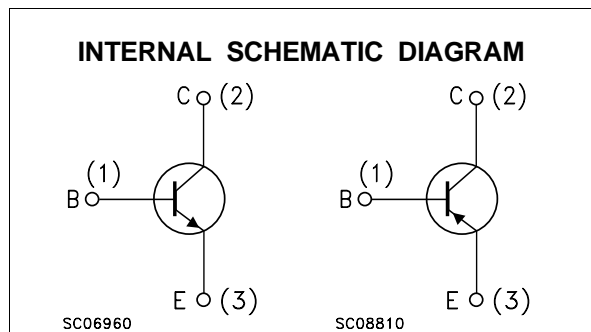 INTERNAL SCHEMATIC DIAGRAM
C (2) C (2)
(1) (1)
B B
E (3) E (3)
SC06960 SC08810